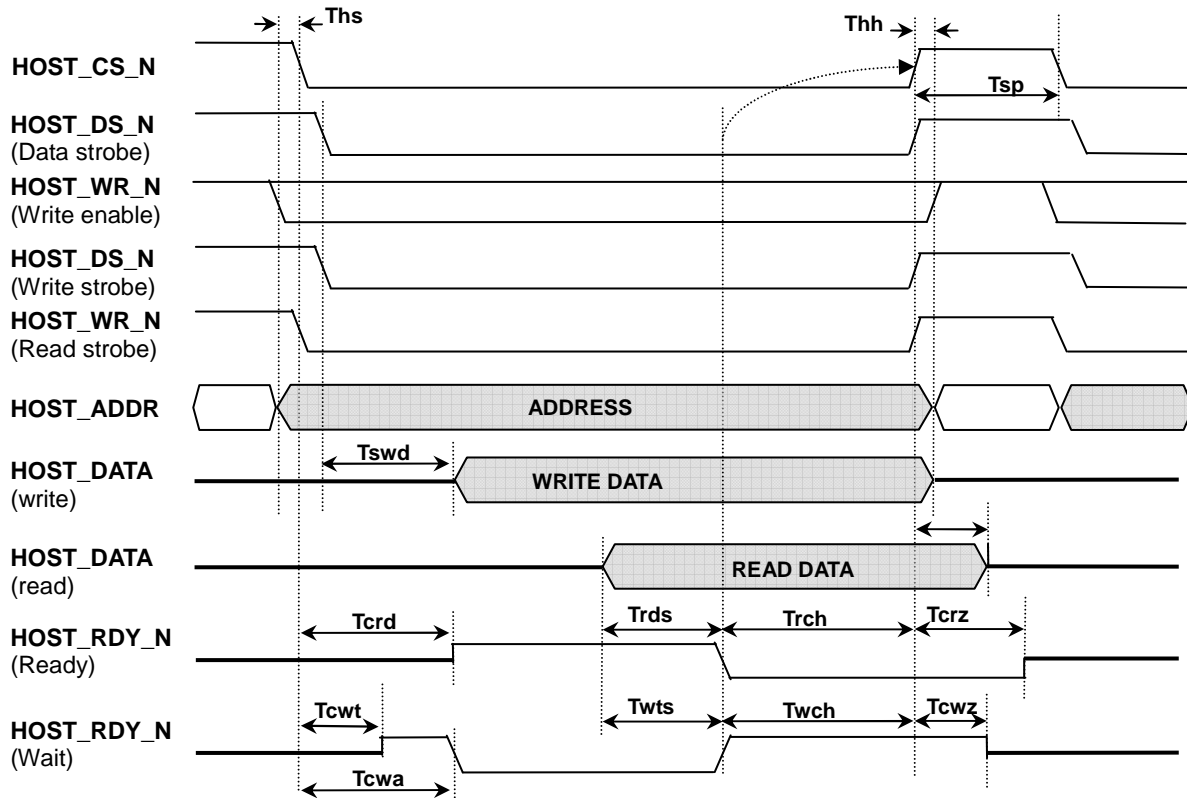 Ths
Thh
HOST_CS_N
Tsp
HOST_DS_N
(Data strobe)
HOST_WR_N
(Write enable)
HOST_DS_N
(Write strobe)
HOST_WR_N
(Read strobe)
HOST_ADDR
ADDRESS
Tswd
HOST_DATA
(write)
WRITE DATA
HOST_DATA
(read)
READ DATA
Tcrd
Trds
Trch
Tcrz
HOST_RDY_N
(Ready)
Tcwt
Twts
Twch
Tcwz
HOST_RDY_N
(Wait)
Tcwa